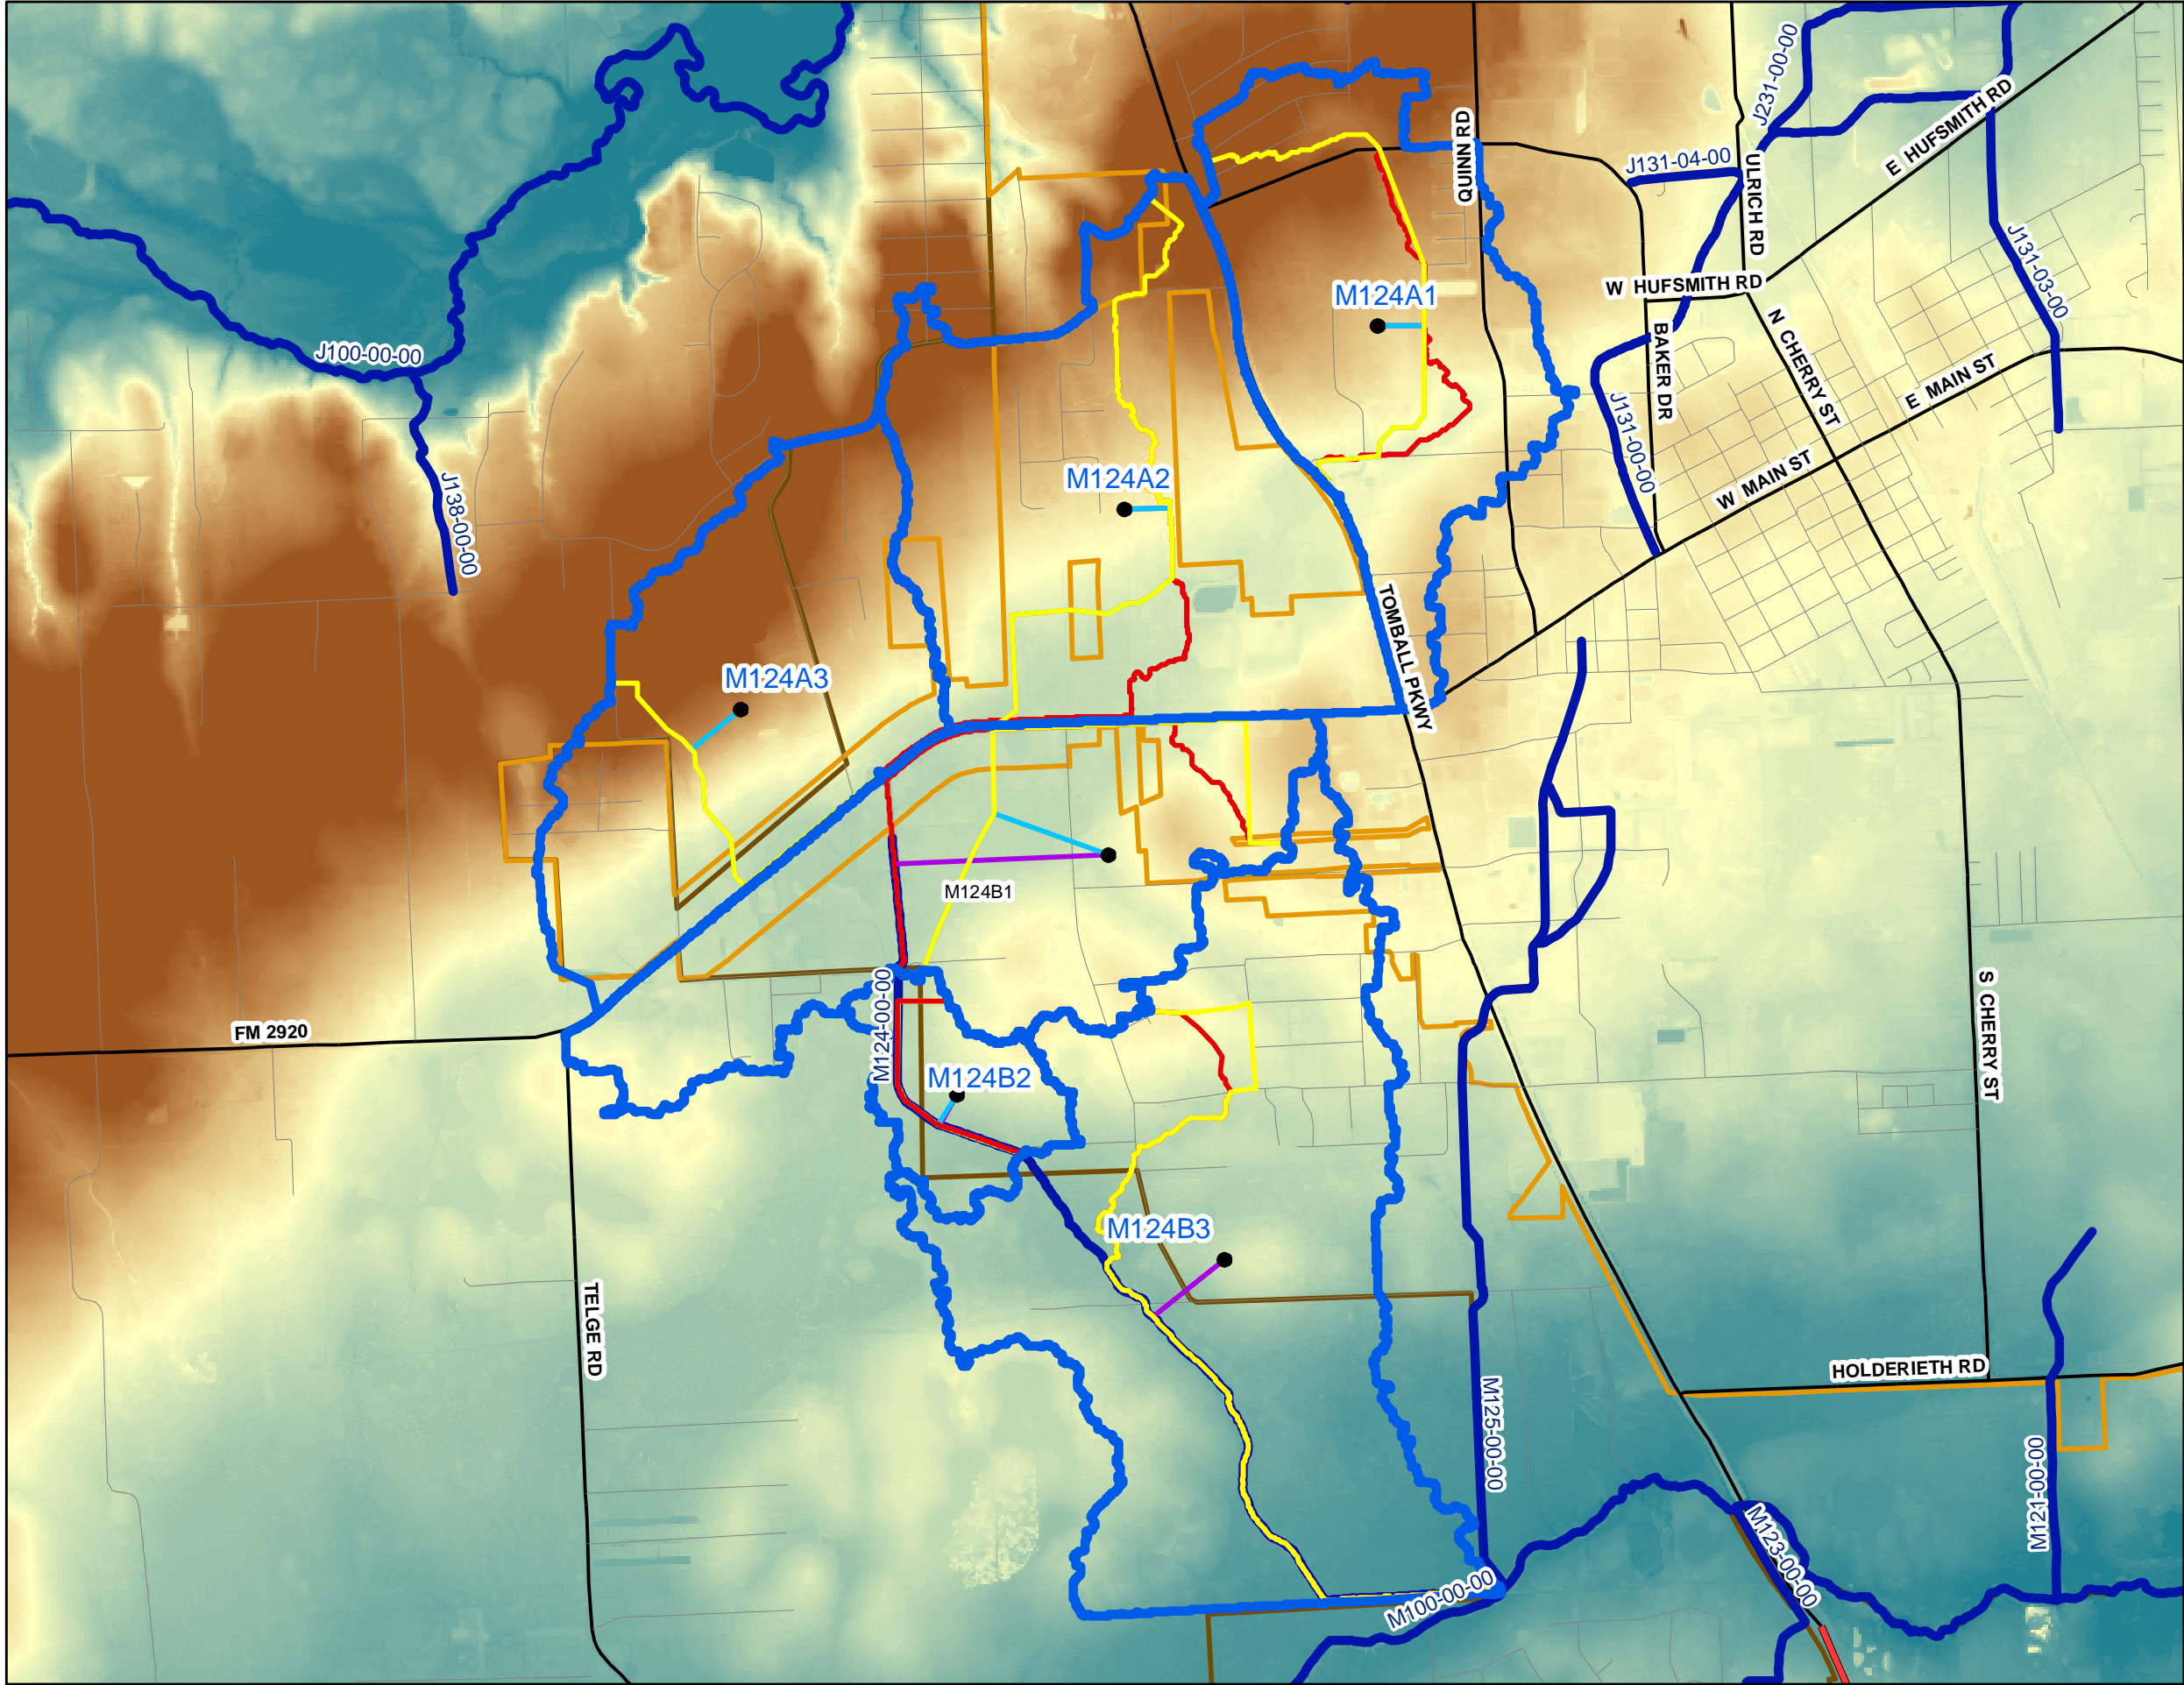 J231-00-00
E HUFSMITH RD
QUINN RD
J131-04-00
ULRICH RD
J131-03-00
W HUFSMITH RD
M124A1
N CHERRY ST
BAKER DR
J100-00-00
E MAIN ST
J131-00-00
W MAIN ST
M124A2
J138-00-00
TOMBALL PKWY
M124A3
M124B1
S CHERRY ST
M124-00-00
FM 2920
M124B2
M124B3
TELGE RD
HOLDERIETH RD
M125-00-00
M121-00-00
M123-00-00
M100-00-00